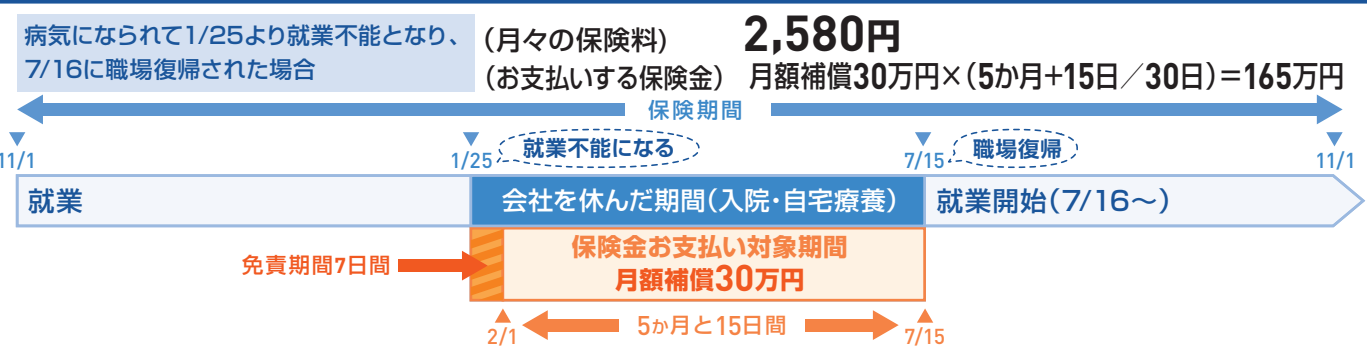 病気になられて1/25より就業不能となり、
7/16に職場復帰された場合
(月々の保険料) 2,580円
(お支払いする保険金) 月額補償30万円×(5か月+15日/30日)=165万円
保険期間
11/1
1/25
就業不能になる
7/15
職場復帰
11/1
就業
会社を休んだ期間(入院・自宅療養)
就業開始(7/16〜)
免責期間7日間
保険金お支払い対象期間
月額補償30万円
2/1
5か月と15日間
7/15